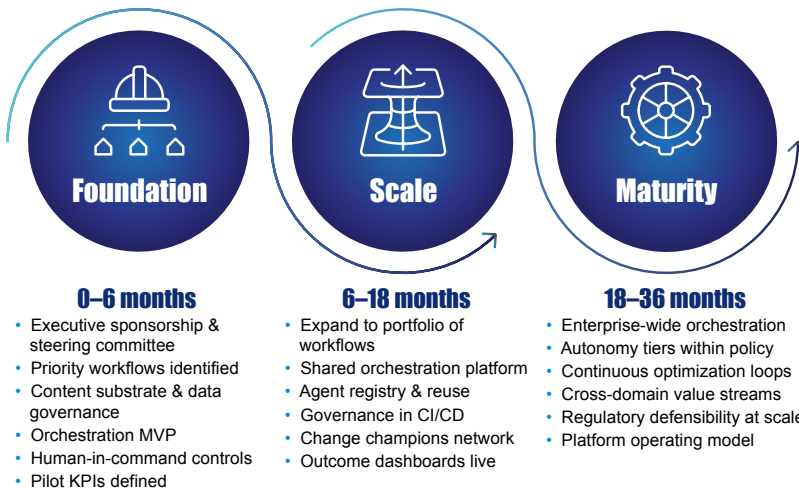 Foundation
Scale
Maturity
0–6 months
• Executive sponsorship &
steering committee
• Priority workflows identified
• Content substrate & data
governance
• Orchestration MVP
• Human-in-command controls
• Pilot KPIs defined
6–18 months
• Expand to portfolio of
workflows
• Shared orchestration platform
• Agent registry & reuse
• Governance in CI/CD
• Change champions network
• Outcome dashboards live
18–36 months
• Enterprise-wide orchestration
• Autonomy tiers within policy
• Continuous optimization loops
• Cross-domain value streams
• Regulatory defensibility at scale
• Platform operating model